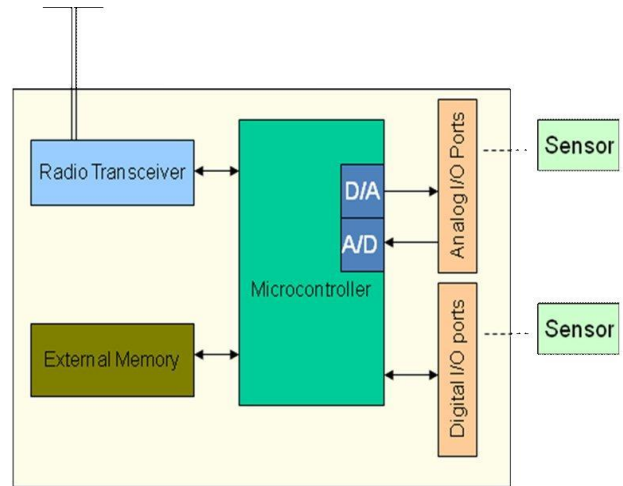 Radio Transceiver
External Memory
Microcontroller
D/A
A/D
Analog I/O Ports
Digital I/O ports
Sensor
Sensor